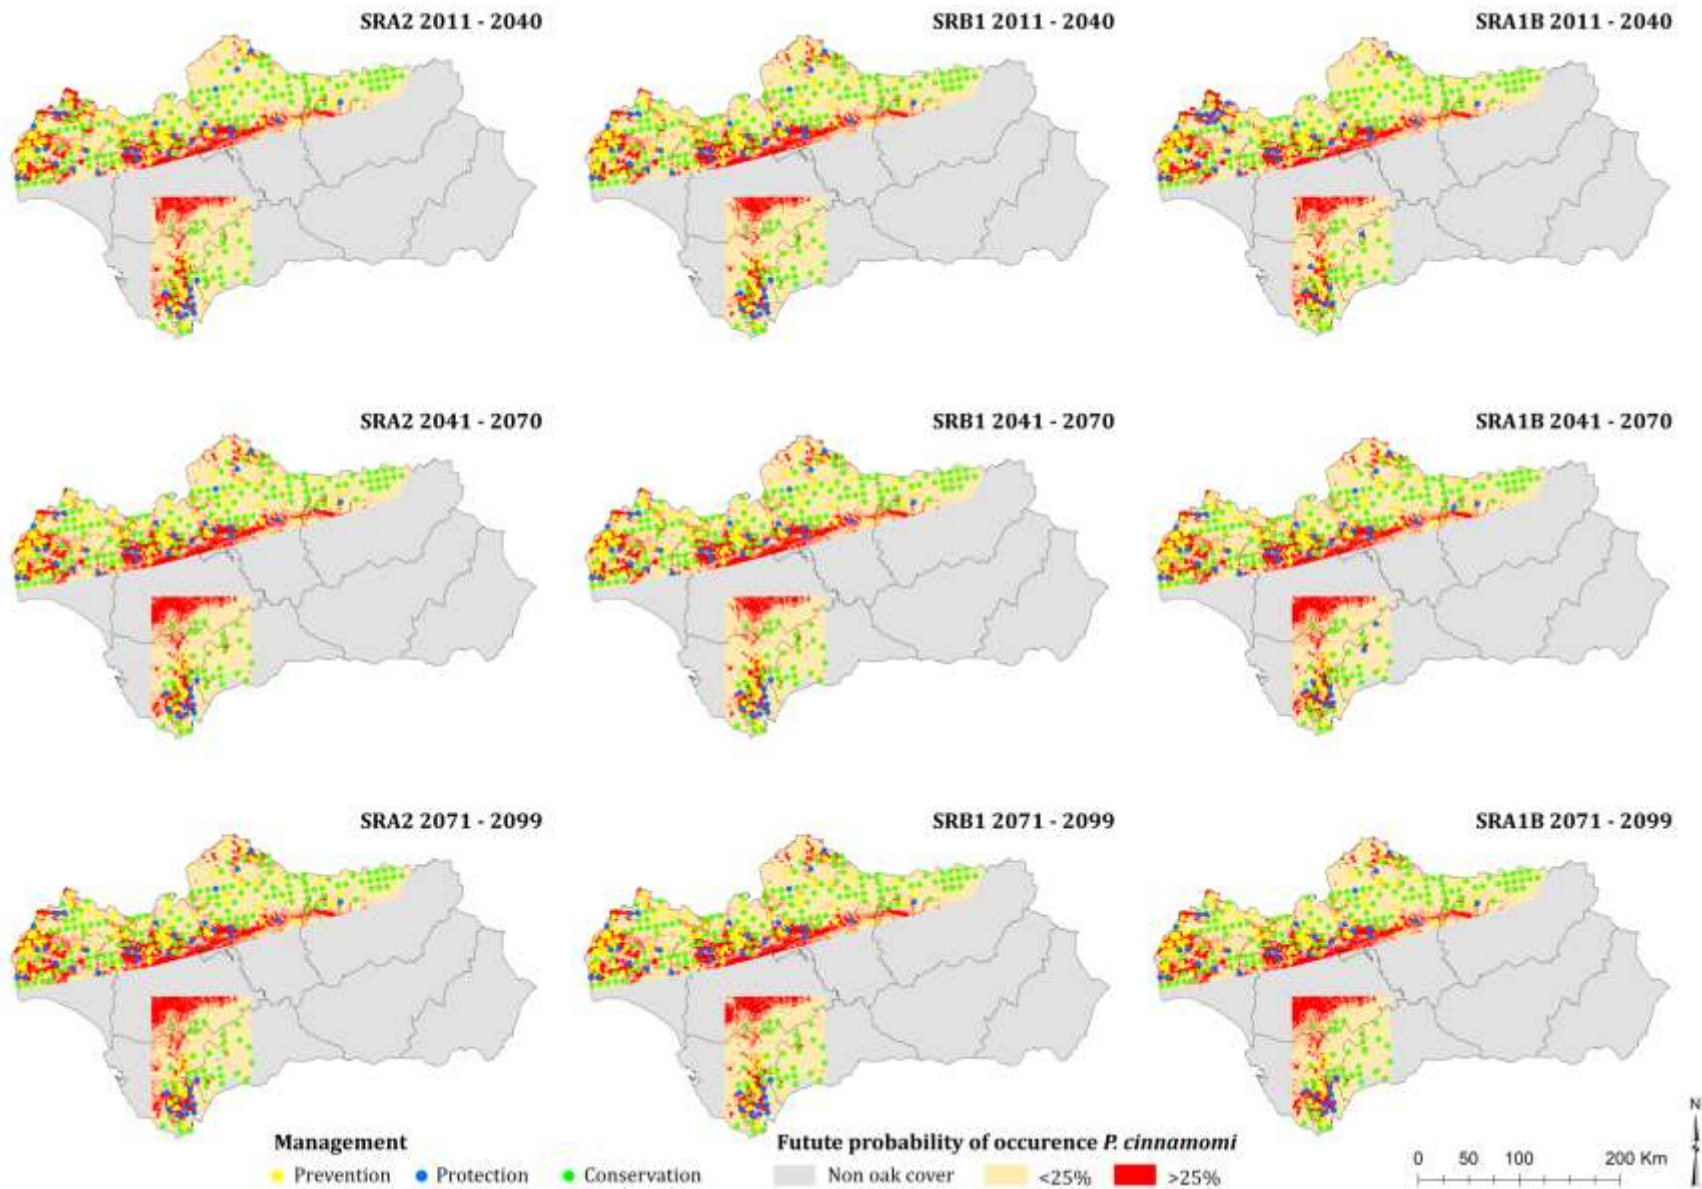 SRA2 2011 - 2040
SRB1 2011 - 2040
SRA1B 2011 - 2040
SRA2 2041 - 2070
SRB1 2041 - 2070
SRA1B 2041 - 2070
SRA2 2071 - 2099
SRB1 2071 - 2099
SRA1B 2071 - 2099
Management
Prevention
Protection
Conservation
Futute probability of occurence P. cinnamomi
Non oak cover
<25%
>25%
0 50 100 200 Km
N